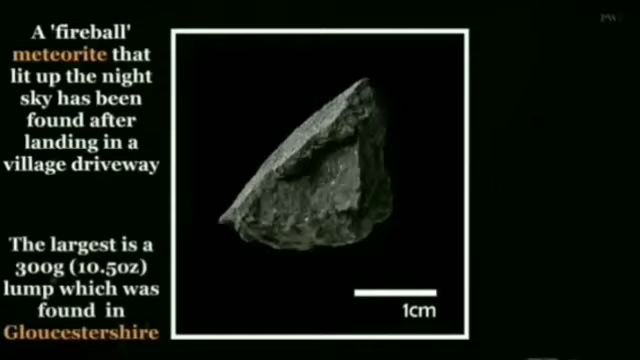 A 'fireball'
meteorite that
lit up the night
sky has been
found after
landing in a
village driveway
The largest is a
300g (10.5oz)
lump which was
found in
Gloucestershire
1cm